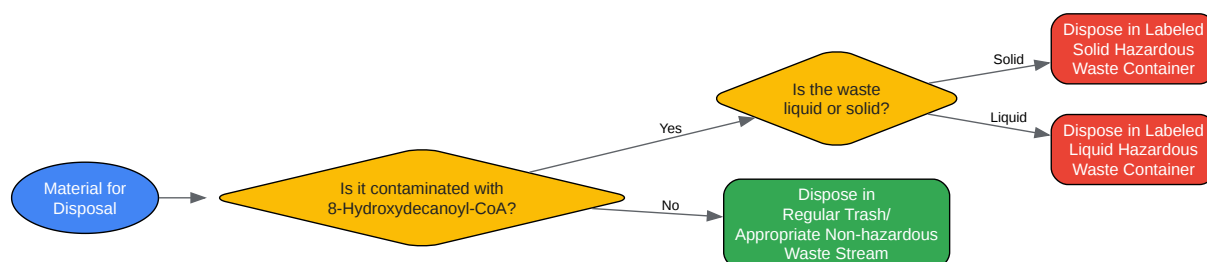 Material for
Disposal
Is it contaminated with
8-Hydroxydecanoyl-CoA?
Yes
No
Is the waste
liquid or solid?
Solid
Liquid
Dispose in Labeled
Solid Hazardous
Waste Container
Dispose in Labeled
Liquid Hazardous
Waste Container
Dispose in
Regular Trash/
Appropriate Non-hazardous
Waste Stream